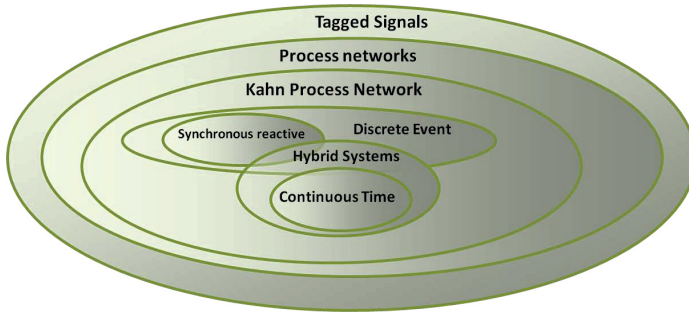 Tagged Signals
Process networks
Kahn Process Network
Synchronous reactive
Discrete Event
Hybrid Systems
Continuous Time